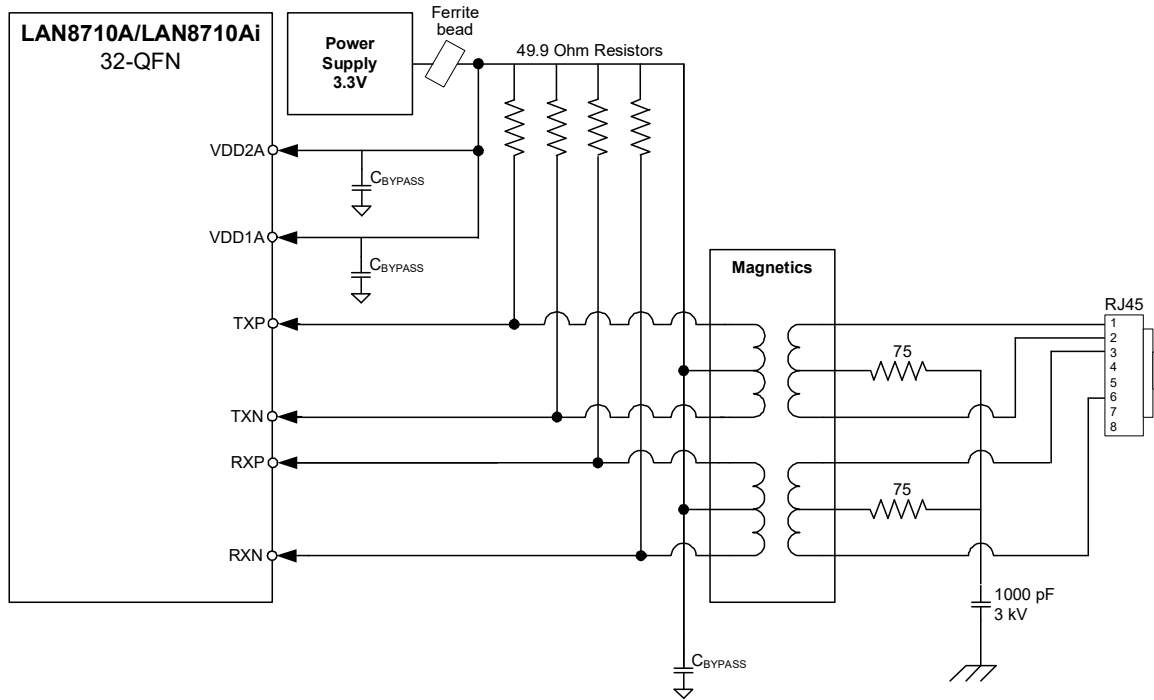 LAN8710A/LAN8710Ai
32-QFN
Power
Supply
3.3V
Ferrite
bead
49.9 Ohm Resistors
VDD2A
CBYPASS
VDD1A
CBYPASS
Magnetics
TXP
RJ45
1
2
3
4
5
6
7
8
75
TXN
RXP
75
RXN
1000 pF
3 kV
CBYPASS